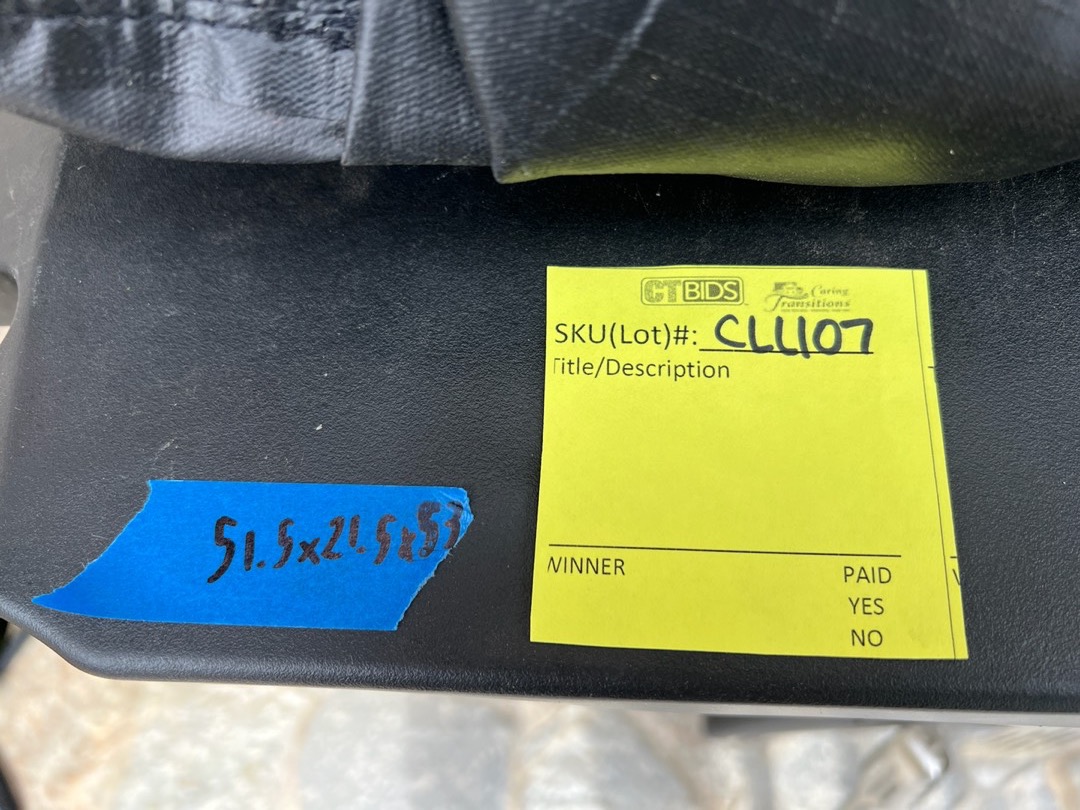 CTBIDS
Caring
Transitions
SKU(Lot)#: CLL107
Title/Description
51.5x21.5x53
WINNER
PAID
YES
NO